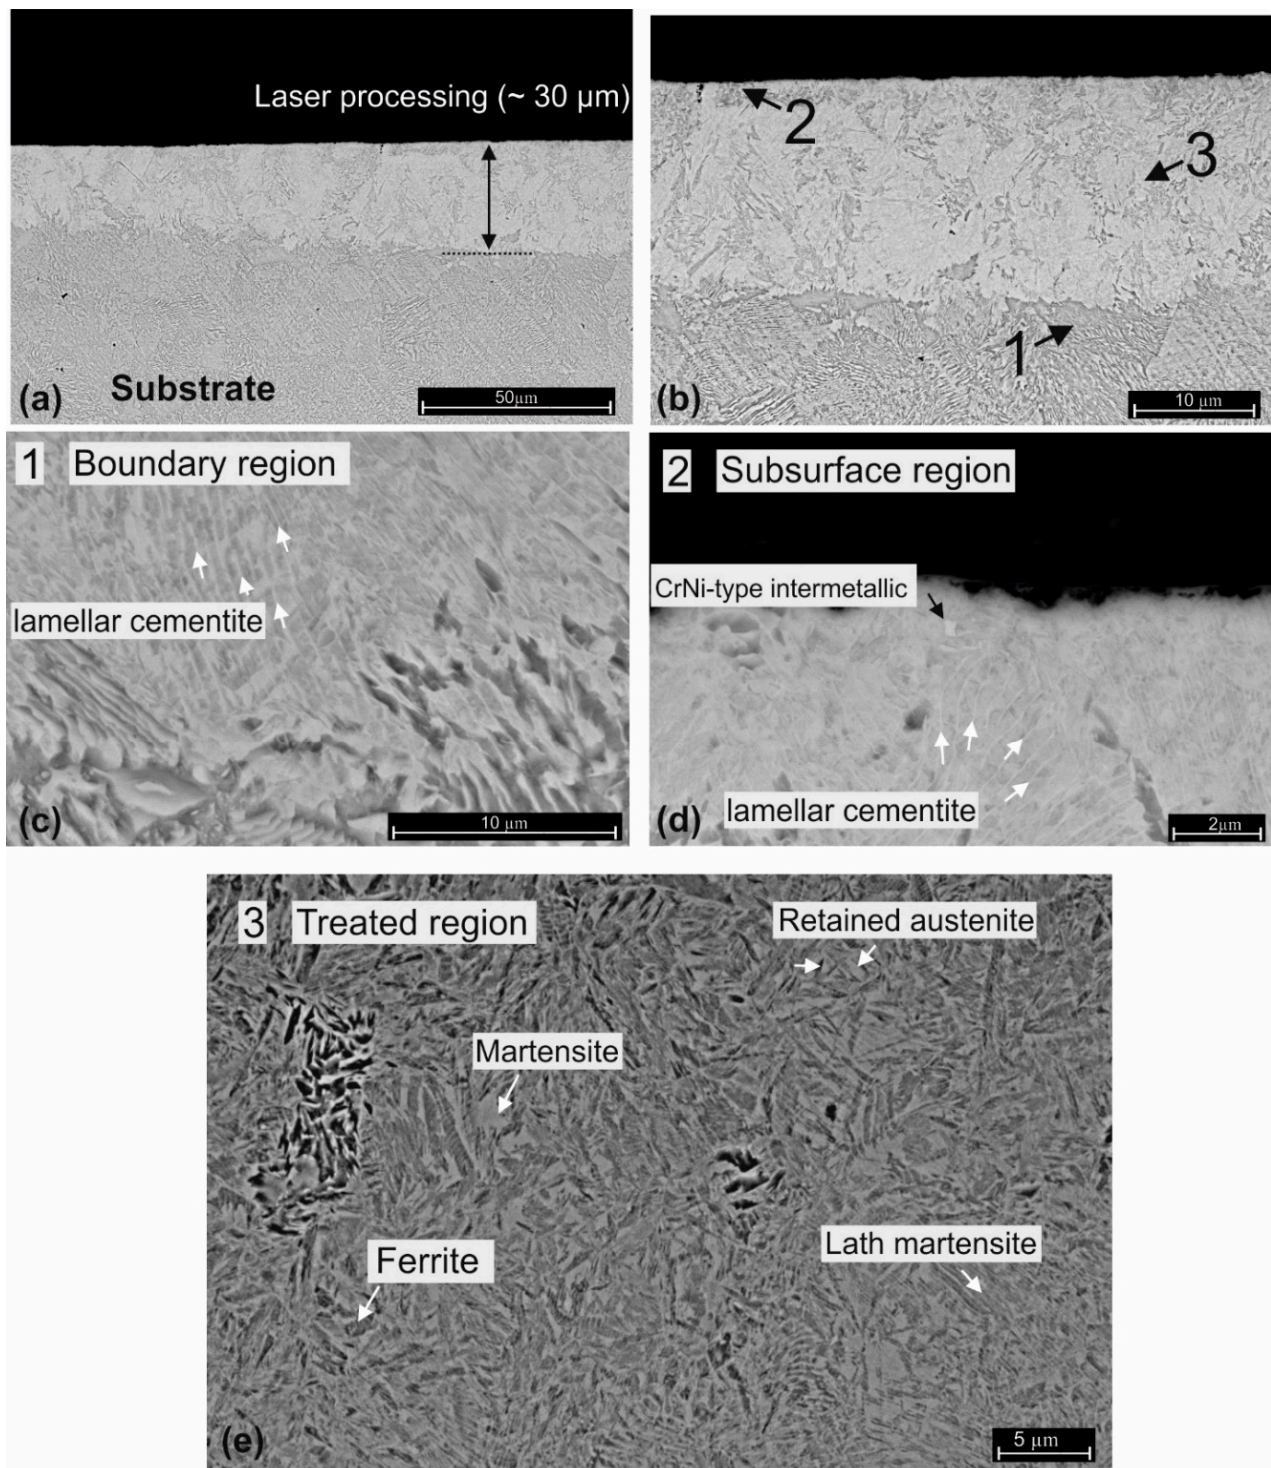 Laser processing (~ 30 µm)
Substrate
50µm
(a)
2
3
1
10 µm
(b)
1 Boundary region
lamellar cementite
10 µm
(c)
2 Subsurface region
CrNi-type intermetallic
lamellar cementite
2µm
(d)
3 Treated region
Retained austenite
Martensite
Lath martensite
Ferrite
5 µm
(e)